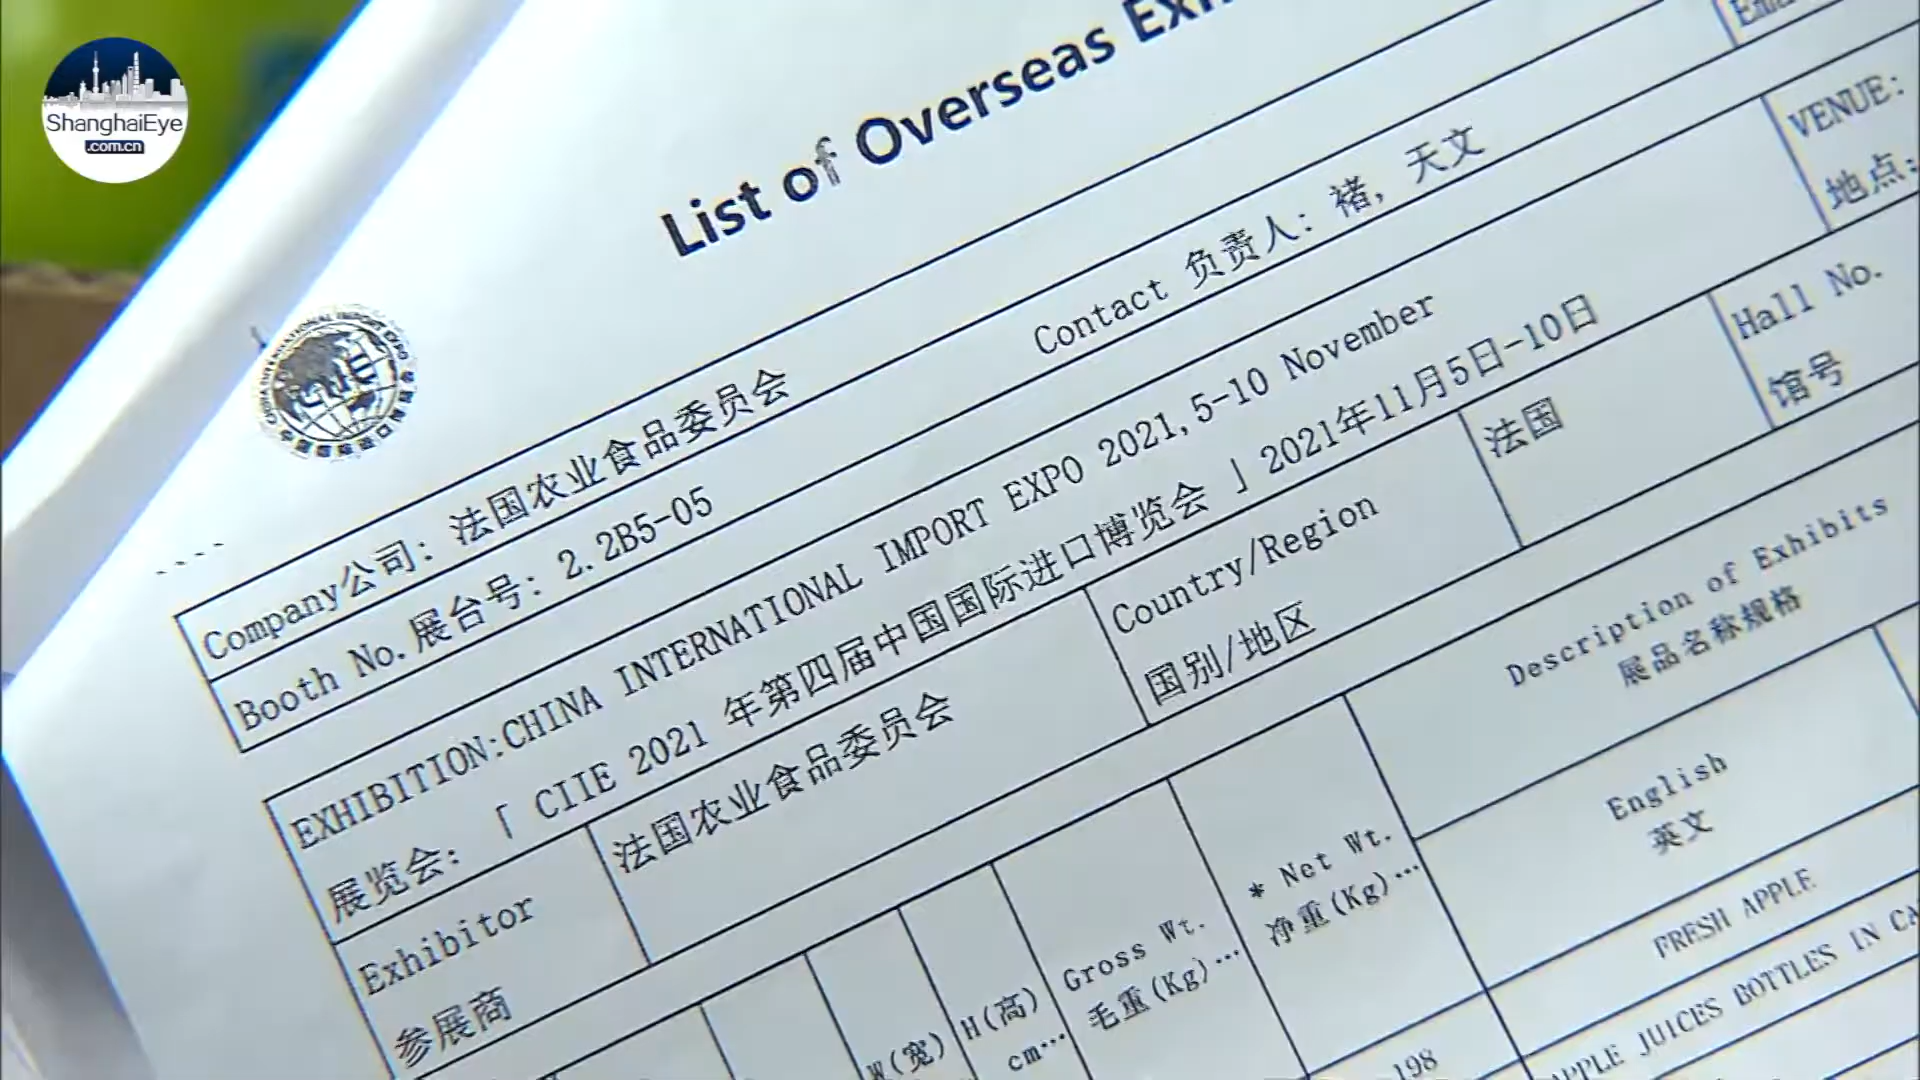 ShanghaiEye
.com.cn
List of Overseas
Company公司: 法国农业食品委员会
Contact 负责人: 褚, 天文
Booth No.展台号: 2.2B5-05
EXHIBITION:CHINA INTERNATIONAL IMPORT EXPO 2021,5-10 November
展览会:「 CIIE 2021 年第四届中国国际进口博览会 」2021年11月5日-10日
VENUE:
地点:
Exhibitor
参展商
法国农业食品委员会
Country/Region
国别/地区
法国
Hall No.
馆号
W(宽)
H(高)
cm…
Gross Wt.
毛重(Kg)…
* Net Wt.
净重(Kg)…
Description of Exhibits
展品名称规格
English
英文
FRESH APPLE
198
APPLE JUICES BOTTLES IN